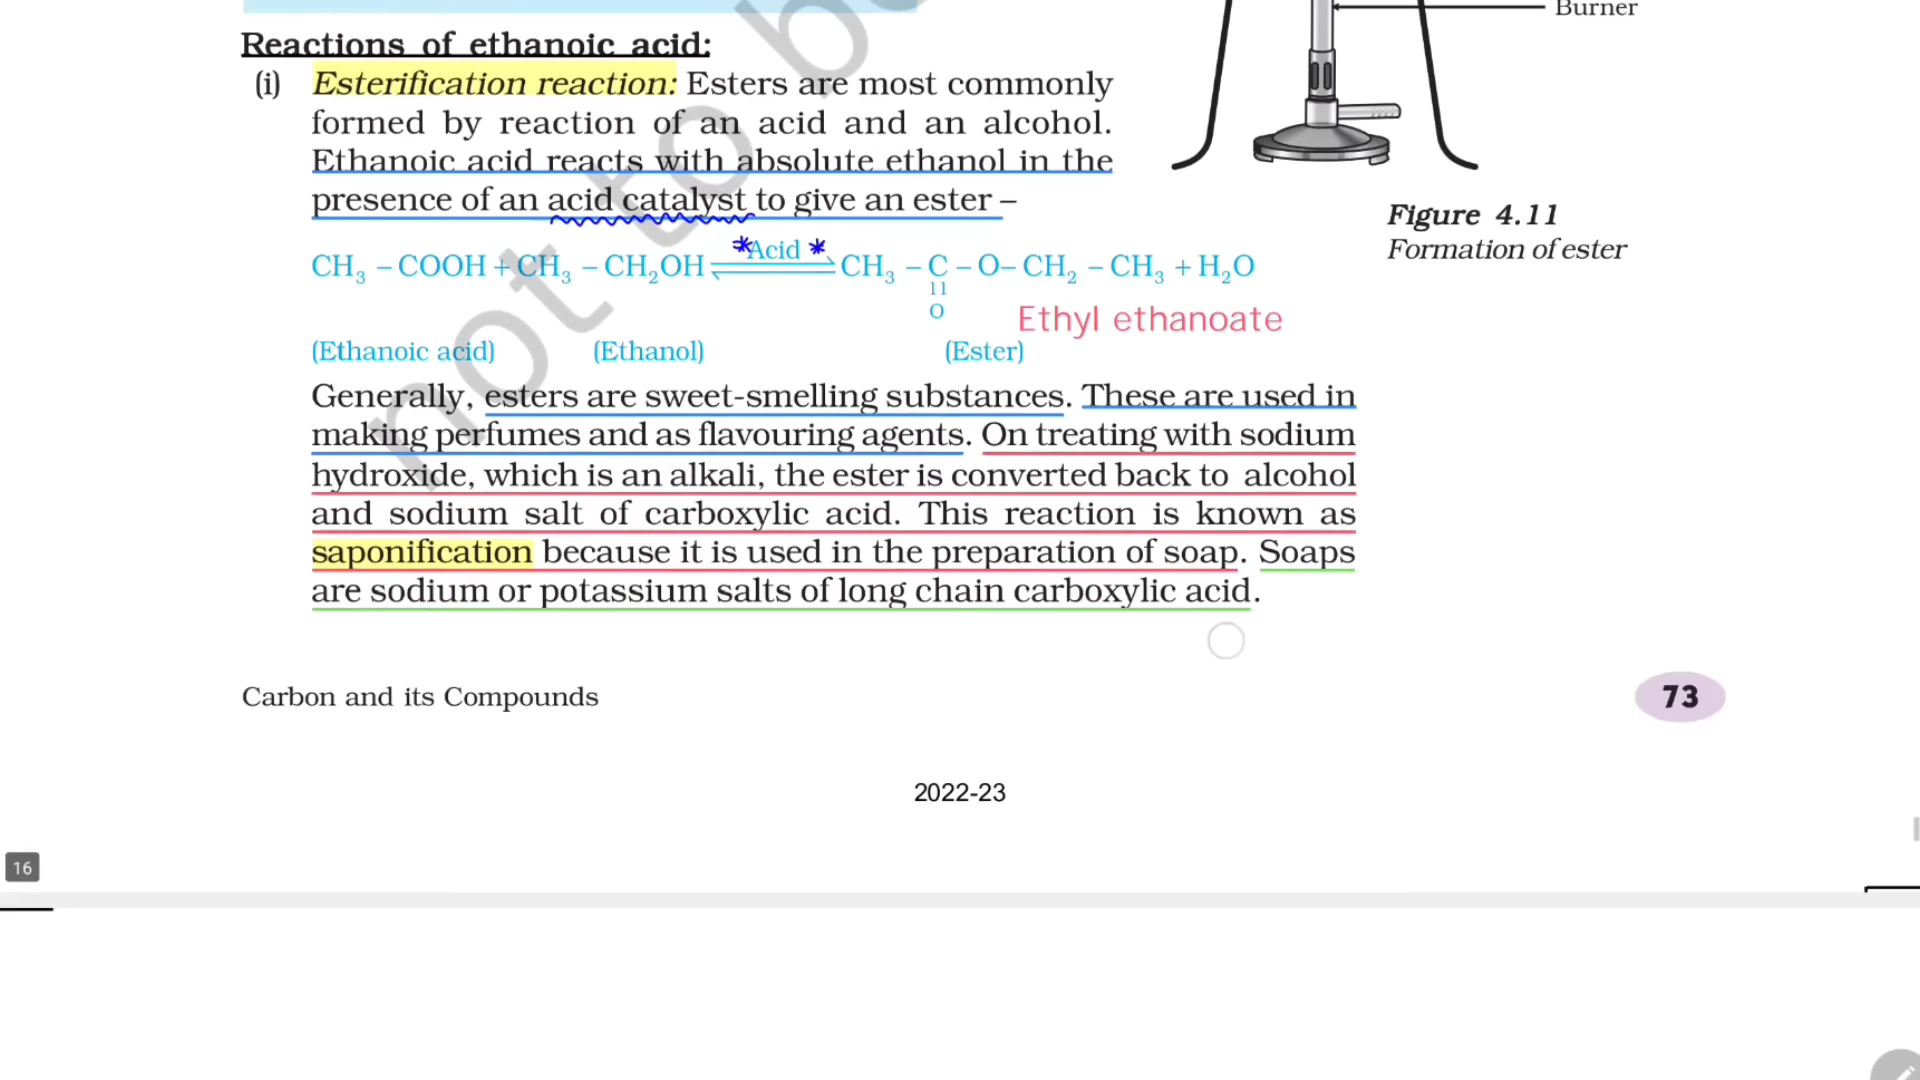 Burner
Reactions of ethanoic acid:
(i) Esterification reaction: Esters are most commonly
formed by reaction of an acid and an alcohol.
Ethanoic acid reacts with absolute ethanol in the
presence of an acid catalyst to give an ester –
Figure 4.11
Formation of ester
*Acid *
CH₃ – COOH + CH₃ – CH₂OH ⇌ CH₃ – C – O– CH₂ – CH₃ + H₂O
||
O
Ethyl ethanoate
(Ethanoic acid) (Ethanol) (Ester)
Generally, esters are sweet-smelling substances. These are used in
making perfumes and as flavouring agents. On treating with sodium
hydroxide, which is an alkali, the ester is converted back to alcohol
and sodium salt of carboxylic acid. This reaction is known as
saponification because it is used in the preparation of soap. Soaps
are sodium or potassium salts of long chain carboxylic acid.
not to b
Carbon and its Compounds
73
2022-23
16